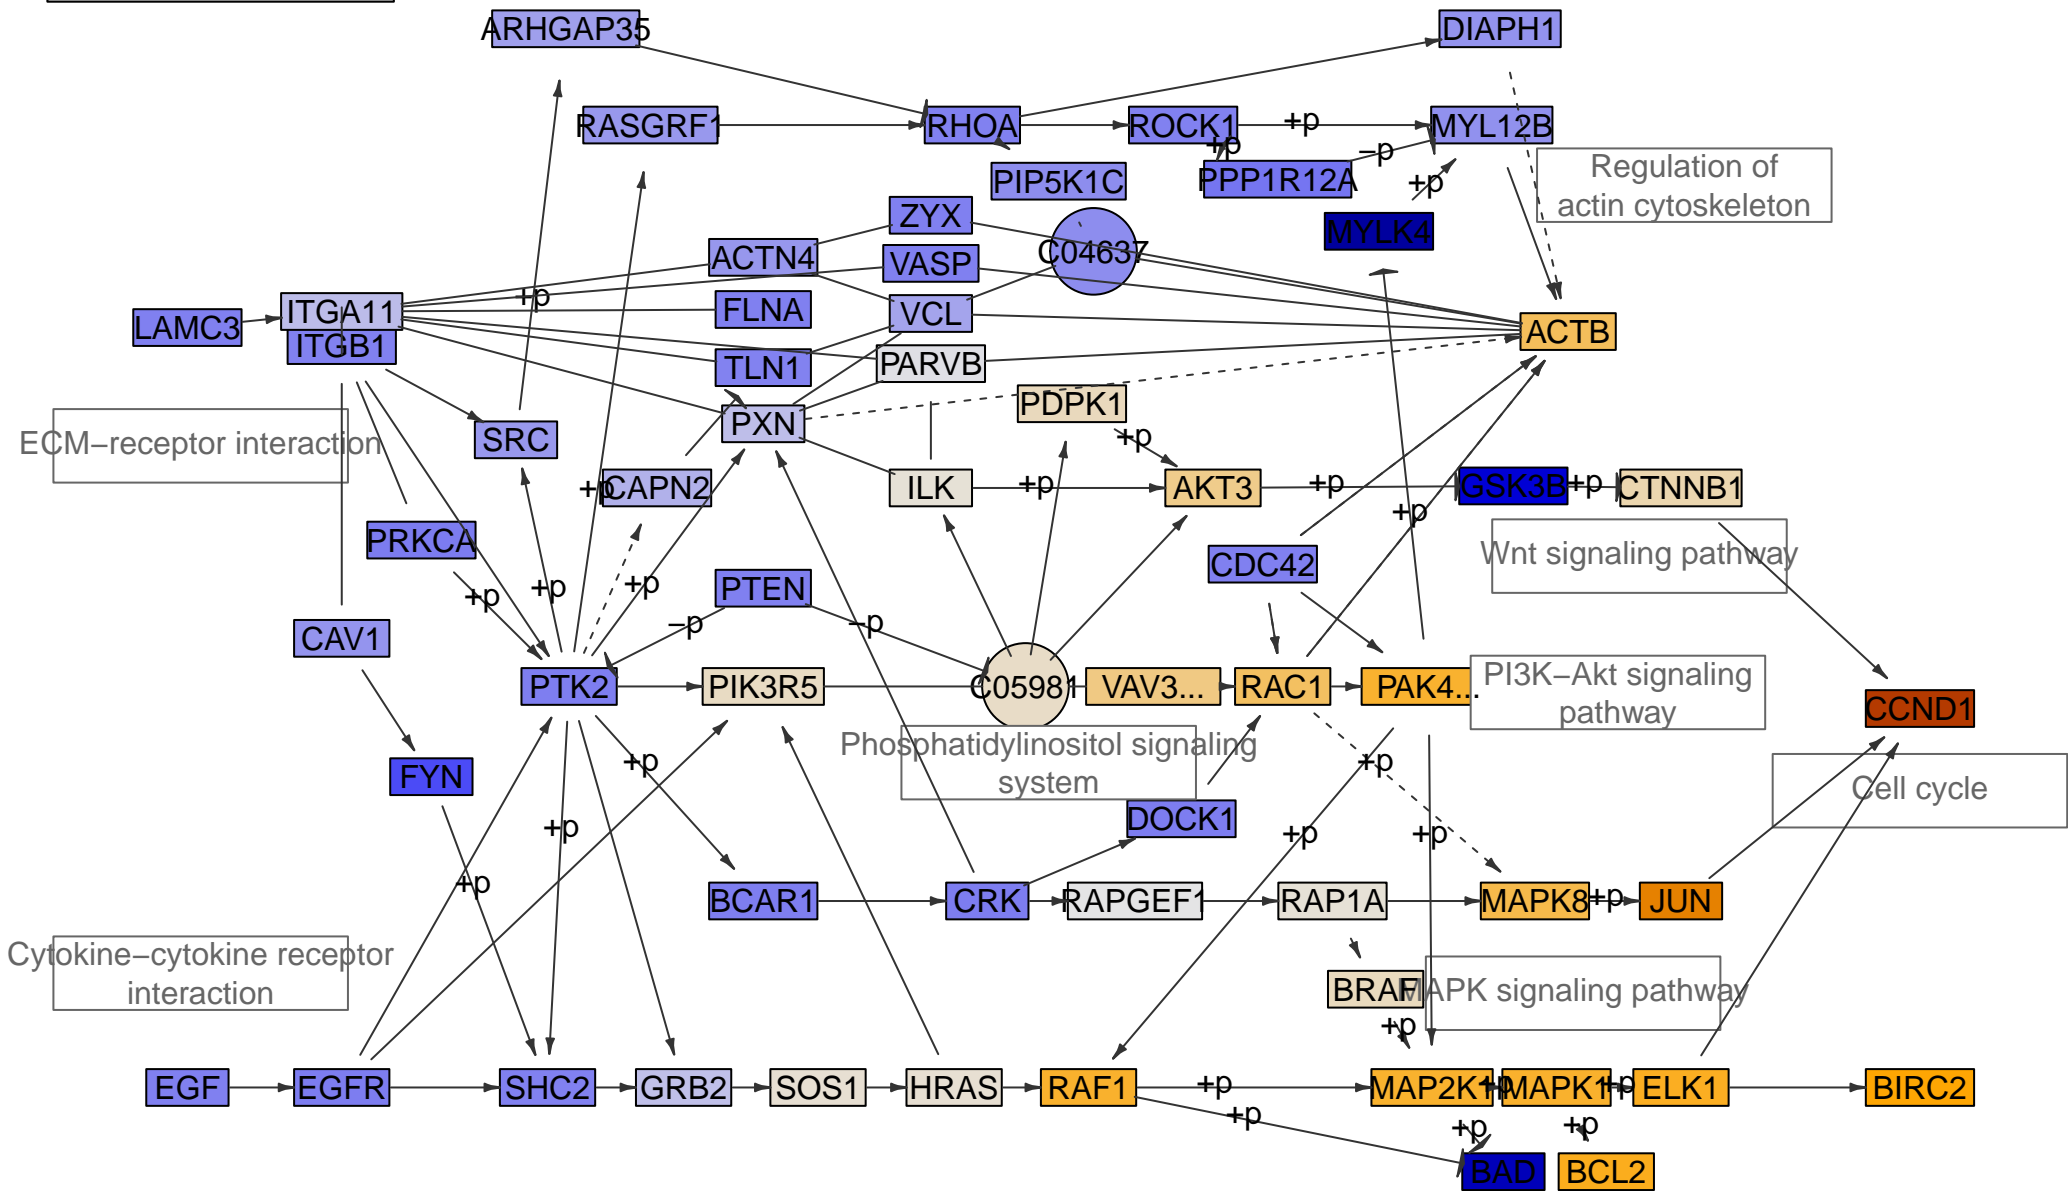 ARHGAP35
DIAPH1
RASGRF1
RHOA
ROCK1
+p
MYL12B
+p
−p
PIP5K1C
PPP1R12A
+p
Regulation of
actin cytoskeleton
ZYX
MYLK4
ACTN4
VASP
C04637
+p
ITGA11
FLNA
VCL
LAMC3
ITGB1
ACTB
TLN1
PARVB
PDPK1
PXN
+p
ECM−receptor interaction
SRC
+p
CAPN2
ILK
+p
AKT3
+p
GSK3B
+p
CTNNB1
+p
PRKCA
Wnt signaling pathway
CDC42
+p
+p
+p
PTEN
−p
−p
CAV1
PTK2
PIK3R5
C05981
VAV3...
RAC1
PAK4...
PI3K−Akt signaling
pathway
CCND1
Phosphatidylinositol signaling
system
FYN
+p
+p
Cell cycle
+p
DOCK1
+p
+p
+p
BCAR1
CRK
RAPGEF1
RAP1A
MAPK8
+p
JUN
Cytokine−cytokine receptor
interaction
BRAF
MAPK signaling pathway
+p
EGF
EGFR
SHC2
GRB2
SOS1
HRAS
RAF1
+p
MAP2K1
+p
MAPK1
+p
ELK1
BIRC2
+p
+p
+p
BAD
BCL2